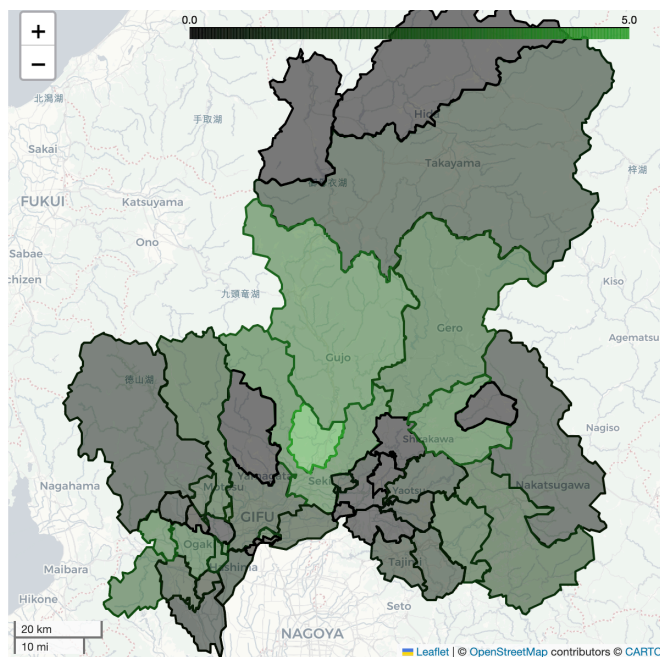 +
−
0.0
5.0
北潟湖
手取湖
Hida
Sakai
Takayama
梓湖
FUKUI
Katsuyama
Ono
Sabae
chizen
九頭竜湖
Kiso
Gero
Agematsu
Gujo
徳山湖
Nagiso
Shirakawa
Yamagata
Seki
Nagahama
Motosu
Yaotsu
Nakatsugawa
GIFU
Ogaki
Maibara
Hashima
Tajimi
Hikone
Seto
20 km
10 mi
NAGOYA
Leaflet | © OpenStreetMap contributors © CARTO